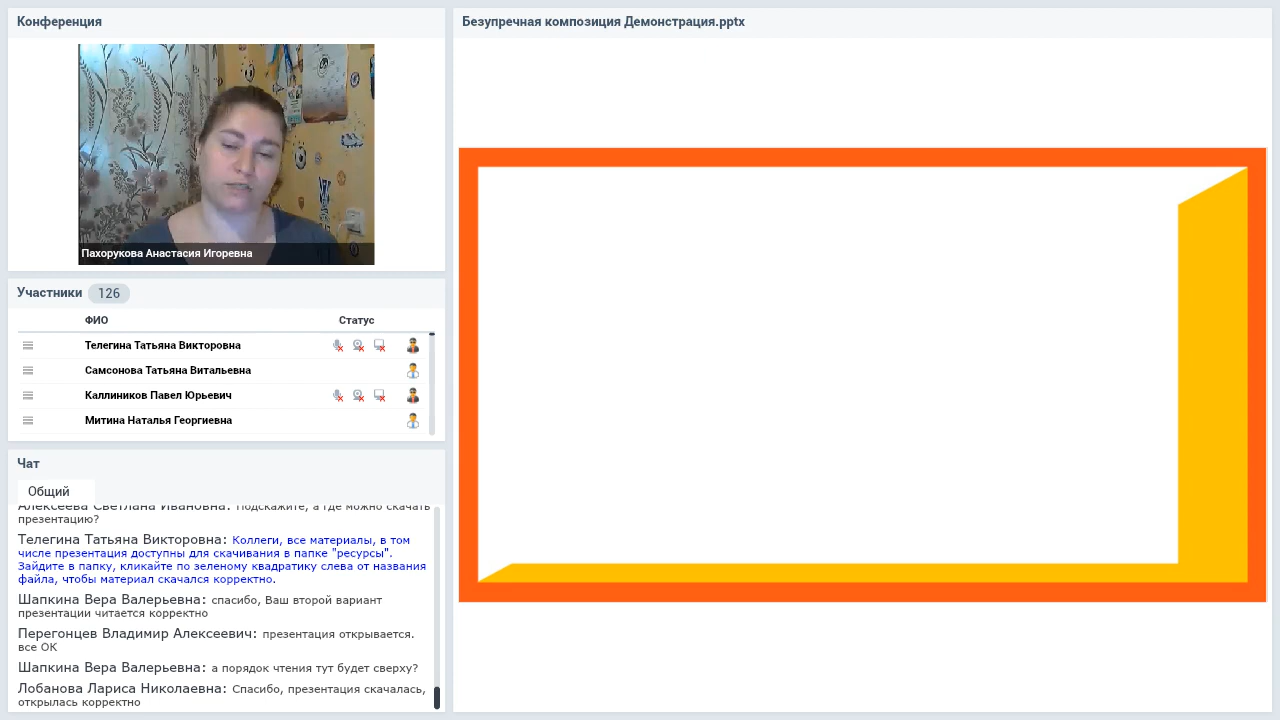 Конференция
Пахорукова Анастасия Игоревна
Участники 126
ФИО Статус
Телегина Татьяна Викторовна
Самсонова Татьяна Витальевна
Каллиников Павел Юрьевич
Митина Наталья Георгиевна
Чат
Общий
Алексеева Светлана Ивановна: Подскажите, а где можно скачать
презентацию?
Телегина Татьяна Викторовна: Коллеги, все материалы, в том
числе презентация доступны для скачивания в папке "ресурсы".
Зайдите в папку, кликайте по зеленому квадратику слева от названия
файла, чтобы материал скачался корректно.
Шапкина Вера Валерьевна: спасибо, Ваш второй вариант
презентации читается корректно
Перегонцев Владимир Алексеевич: презентация открывается.
все ОК
Шапкина Вера Валерьевна: а порядок чтения тут будет сверху?
Лобанова Лариса Николаевна: Спасибо, презентация скачалась,
открылась корректно
Безупречная композиция Демонстрация.pptx